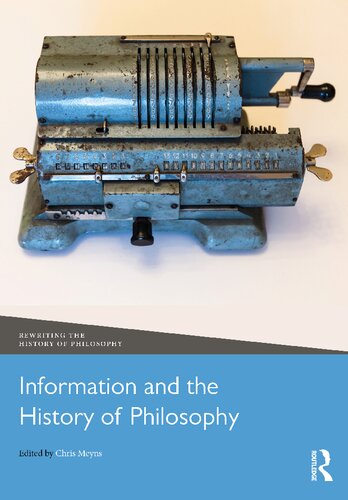 REWRITING THE
HISTORY OF PHILOSOPHY
Information and the
History of Philosophy
Edited by Chris Meyns
ROUTLEDGE